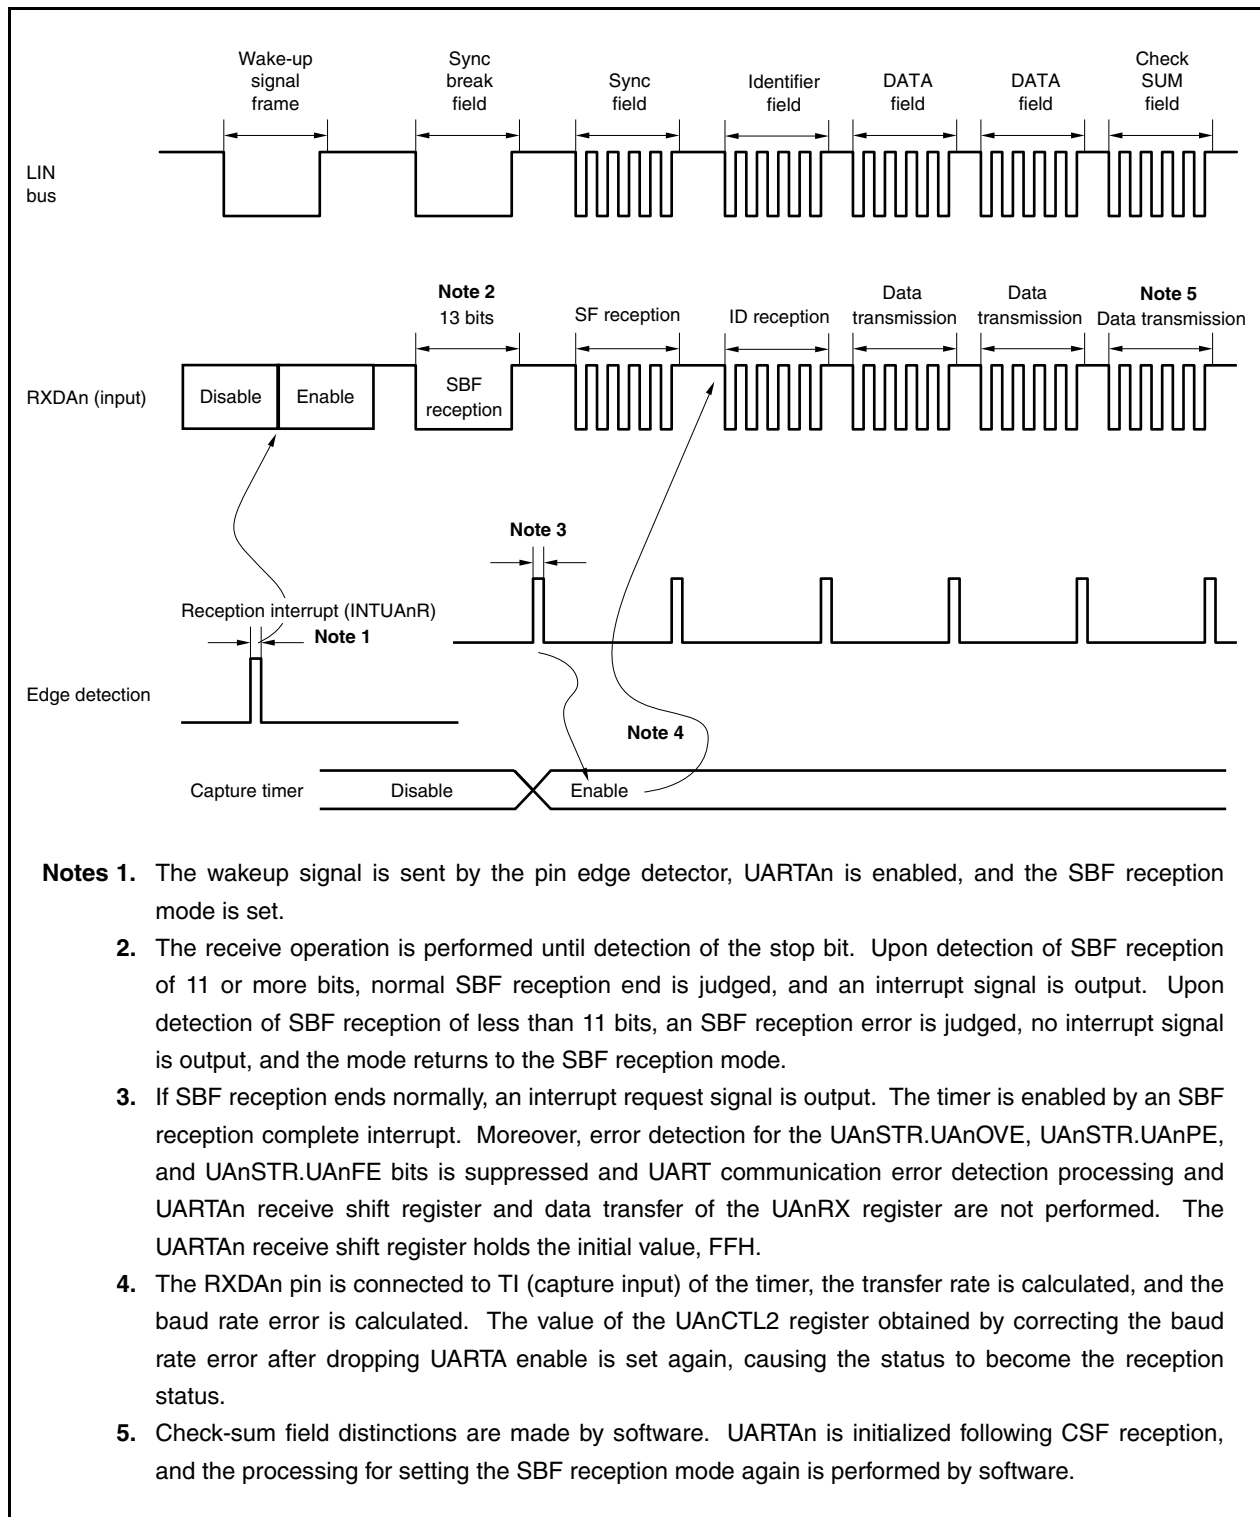 Wake-up
signal
frame
Sync
break
field
Sync
field
Identifier
field
DATA
field
DATA
field
Check
SUM
field
LIN
bus
Note 2
13 bits
SF reception
ID reception
Data
transmission
Data
transmission
Note 5
Data transmission
RXDAn (input)
Disable
Enable
SBF
reception
Note 3
Reception interrupt (INTUAnR)
Note 1
Edge detection
Note 4
Capture timer
Disable
Enable
Notes 1. The wakeup signal is sent by the pin edge detector, UARTAn is enabled, and the SBF reception
mode is set.
2. The receive operation is performed until detection of the stop bit. Upon detection of SBF reception
of 11 or more bits, normal SBF reception end is judged, and an interrupt signal is output. Upon
detection of SBF reception of less than 11 bits, an SBF reception error is judged, no interrupt signal
is output, and the mode returns to the SBF reception mode.
3. If SBF reception ends normally, an interrupt request signal is output. The timer is enabled by an SBF
reception complete interrupt. Moreover, error detection for the UAnSTR.UAnOVE, UAnSTR.UAnPE,
and UAnSTR.UAnFE bits is suppressed and UART communication error detection processing and
UARTAn receive shift register and data transfer of the UAnRX register are not performed. The
UARTAn receive shift register holds the initial value, FFH.
4. The RXDAn pin is connected to TI (capture input) of the timer, the transfer rate is calculated, and the
baud rate error is calculated. The value of the UAnCTL2 register obtained by correcting the baud
rate error after dropping UARTA enable is set again, causing the status to become the reception
status.
5. Check-sum field distinctions are made by software. UARTAn is initialized following CSF reception,
and the processing for setting the SBF reception mode again is performed by software.